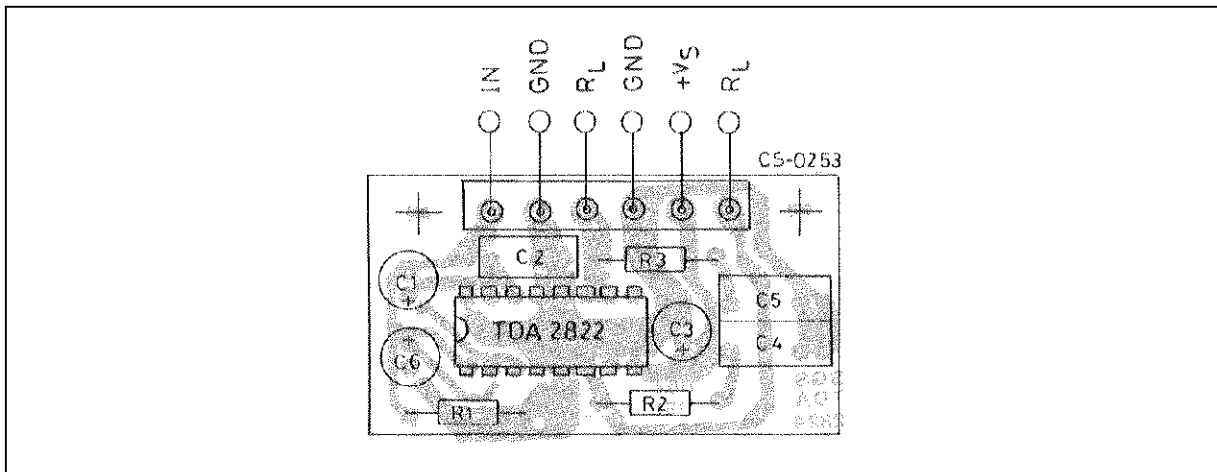 IN GND RL GND +VS RL
CS-0253
C2 R3
C1
C5
TDA 2822 C3
C4
C6
R1 R2